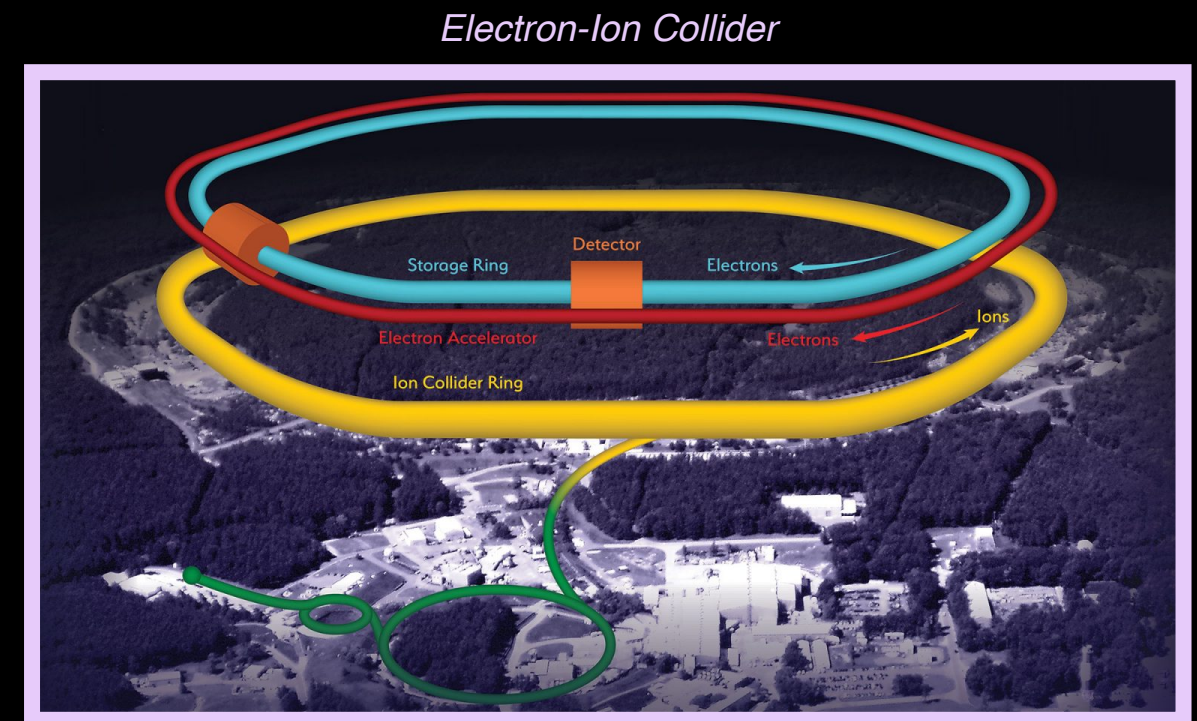 Electron-Ion Collider
Detector
Storage Ring
Electrons
Ions
Electron Accelerator
Electrons
Ion Collider Ring